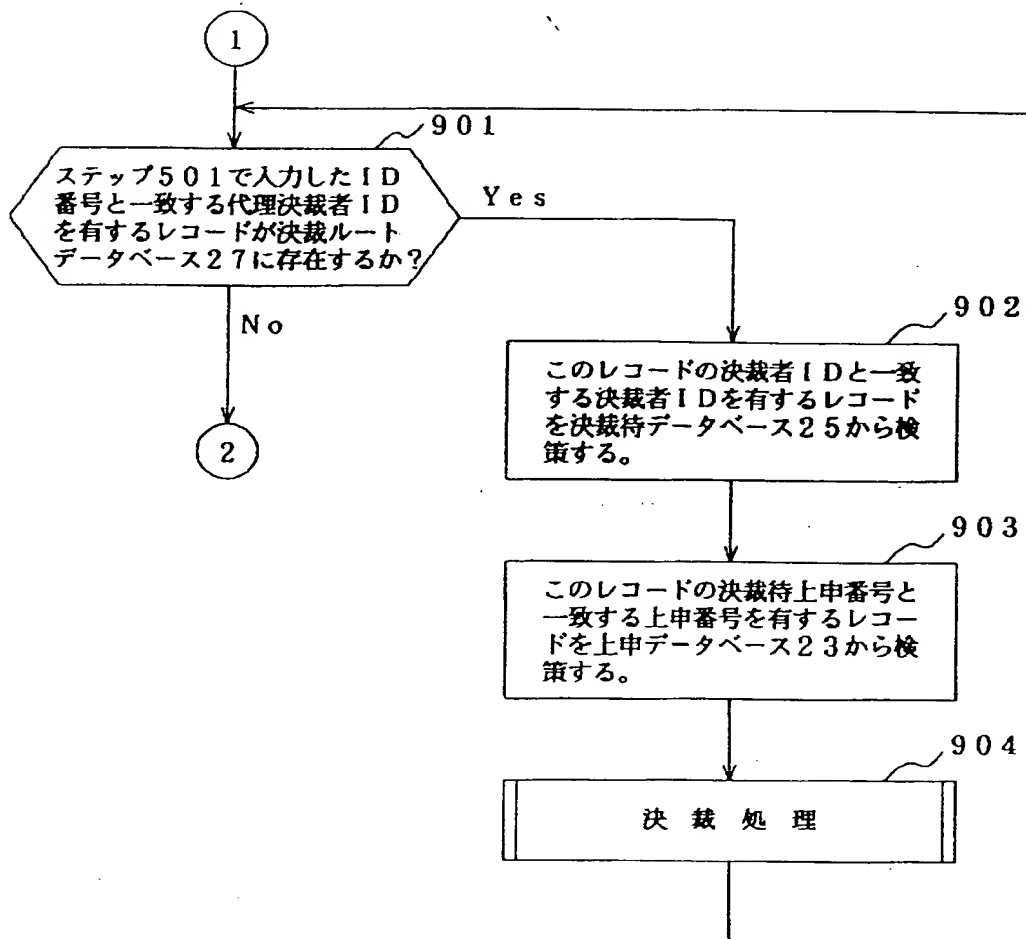 1
901
ステップ501で入力したID
番号と一致する代理決裁者ID
を有するレコードが決裁ルート
データベース27に存在するか?
Yes
No
2
902
このレコードの決裁者IDと一致
する決裁者IDを有するレコード
を決裁待データベース25から検
策する。
903
このレコードの決裁待上申番号と
一致する上申番号を有するレコー
ドを上申データベース23から検
策する。
904
決裁処理